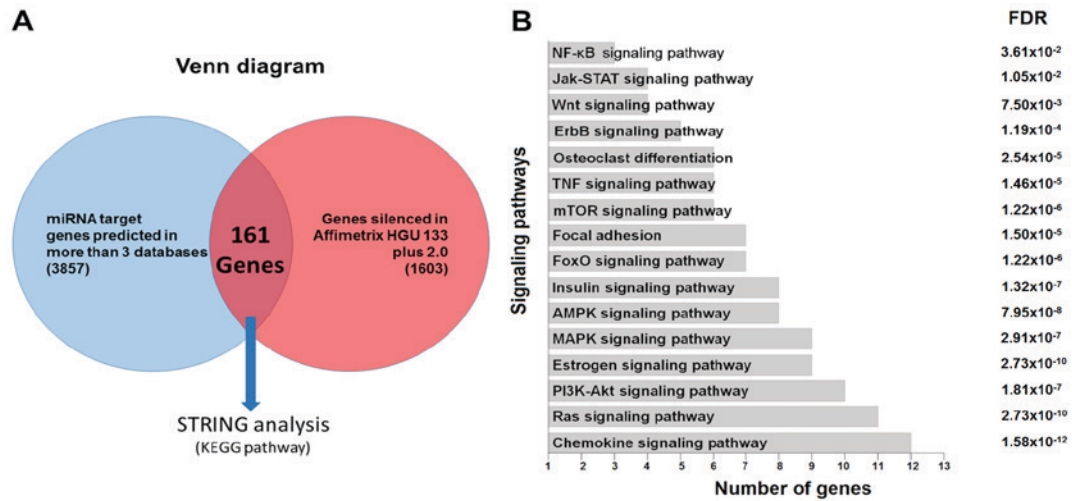 A
Venn diagram
miRNA target
genes predicted in
more than 3 databases
(3857)
161
Genes
Genes silenced in
Affimetrix HGU 133
plus 2.0
(1603)
STRING analysis
(KEGG pathway)
B
FDR
Signaling pathways
NF-κB signaling pathway 3.61x10⁻²
Jak-STAT signaling pathway 1.05x10⁻²
Wnt signaling pathway 7.50x10⁻³
ErbB signaling pathway 1.19x10⁻⁴
Osteoclast differentiation 2.54x10⁻⁵
TNF signaling pathway 1.46x10⁻⁵
mTOR signaling pathway 1.22x10⁻⁶
Focal adhesion 1.50x10⁻⁵
FoxO signaling pathway 1.22x10⁻⁶
Insulin signaling pathway 1.32x10⁻⁷
AMPK signaling pathway 7.95x10⁻⁸
MAPK signaling pathway 2.91x10⁻⁷
Estrogen signaling pathway 2.73x10⁻¹⁰
PI3K-Akt signaling pathway 1.81x10⁻⁷
Ras signaling pathway 2.73x10⁻¹⁰
Chemokine signaling pathway 1.58x10⁻¹²
1 2 3 4 5 6 7 8 9 10 11 12 13
Number of genes